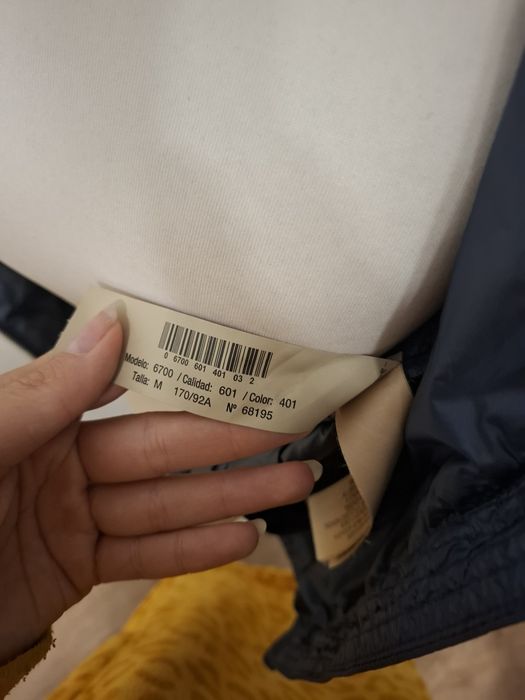 0 6700 601 401 03 2
Modelo: 6700 / Calidad: 601 / Color: 401
Talla: M 170/92A Nº 68195